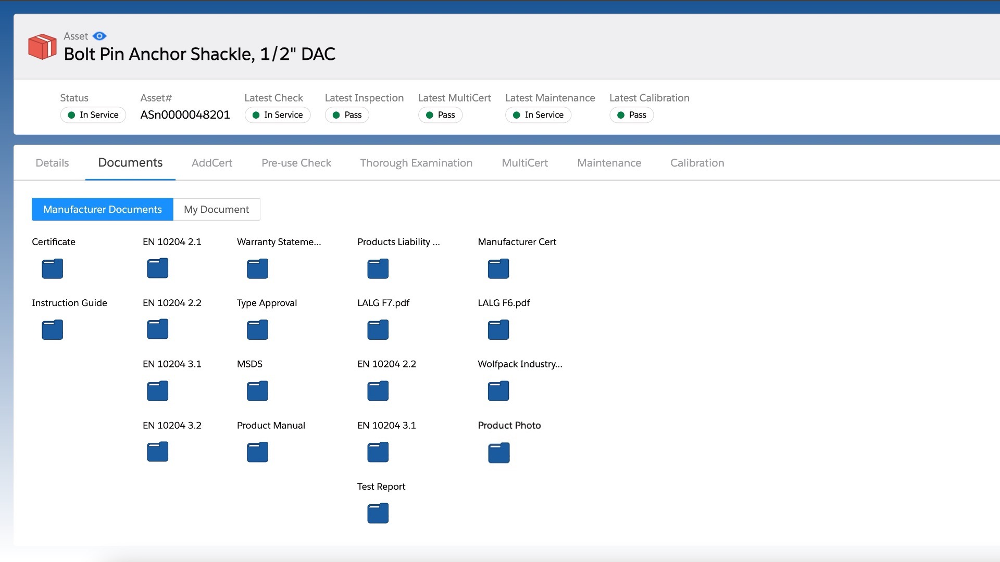 Asset
Bolt Pin Anchor Shackle, 1/2" DAC
Status Asset# Latest Check Latest Inspection Latest MultiCert Latest Maintenance Latest Calibration
In Service ASn0000048201 In Service Pass Pass In Service Pass
Details Documents AddCert Pre-use Check Thorough Examination MultiCert Maintenance Calibration
Manufacturer Documents My Document
Certificate EN 10204 2.1 Warranty Stateme... Products Liability ... Manufacturer Cert
Instruction Guide EN 10204 2.2 Type Approval LALG F7.pdf LALG F6.pdf
EN 10204 3.1 MSDS EN 10204 2.2 Wolfpack Industry...
EN 10204 3.2 Product Manual EN 10204 3.1 Product Photo
Test Report